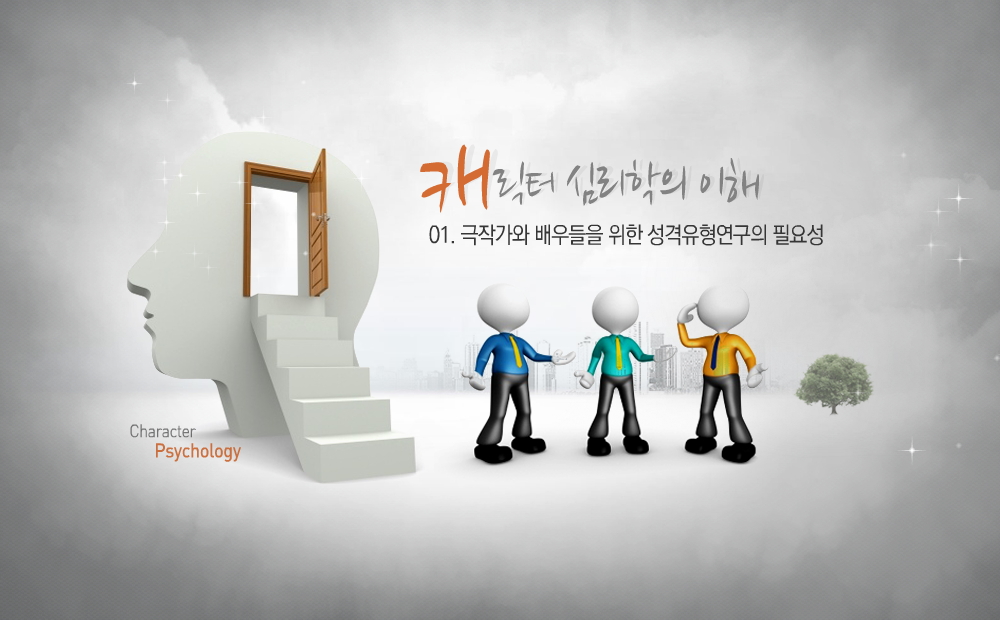 캐릭터 심리학의 이해
01. 극작가와 배우들을 위한 성격유형연구의 필요성
Character
Psychology